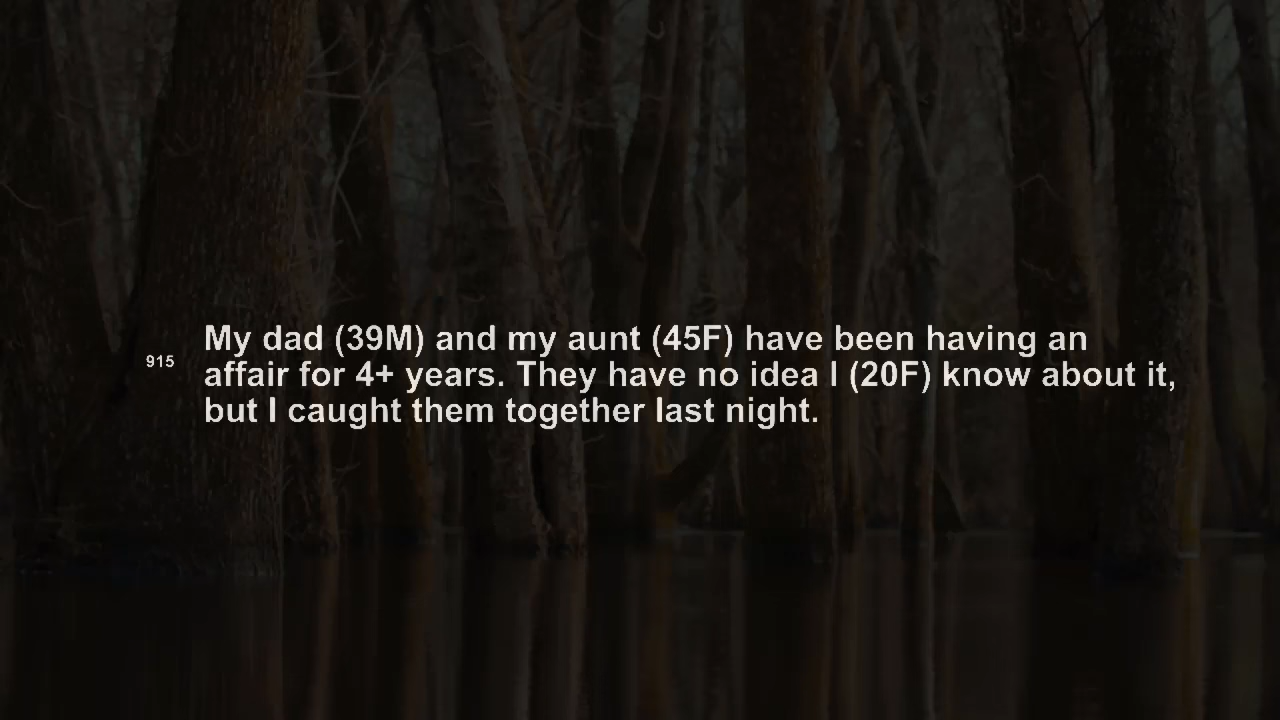 915
My dad (39M) and my aunt (45F) have been having an
affair for 4+ years. They have no idea I (20F) know about it,
but I caught them together last night.